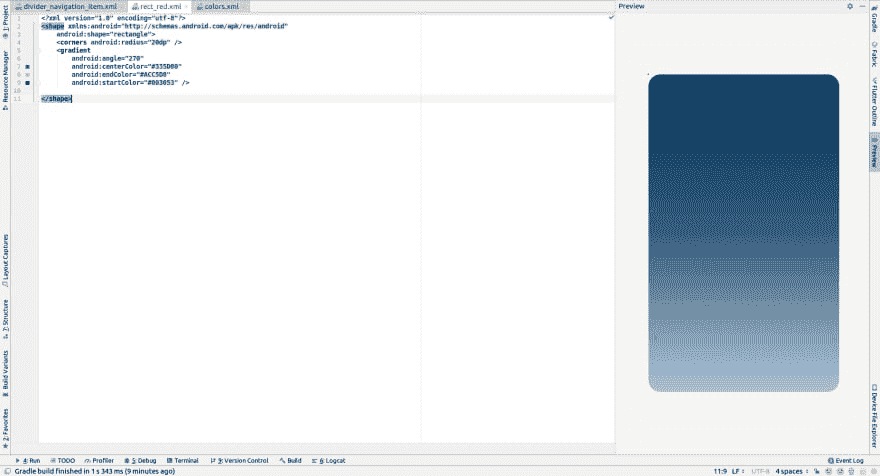 divider_navigation_item.xml
rect_red.xml
colors.xml
Preview
1 <?xml version="1.0" encoding="utf-8"?>
2 <shape xmlns:android="http://schemas.android.com/apk/res/android"
3 android:shape="rectangle">
4 <corners android:radius="20dp" />
5 <gradient
6 android:angle="270"
7 android:centerColor="#335D80"
8 android:endColor="#ACC5D0"
9 android:startColor="#003053" />
10
11 </shape>
1: Project
Resource Manager
Layout Captures
7: Structure
Build Variants
2: Favorites
Gradle
Fabric
Flutter Outline
Preview
Device File Explorer
4: Run
TODO
Profiler
5: Debug
Terminal
9: Version Control
Build
6: Logcat
Event Log
Gradle build finished in 1 s 343 ms (9 minutes ago)
11:9 LF UTF-8 4 spaces